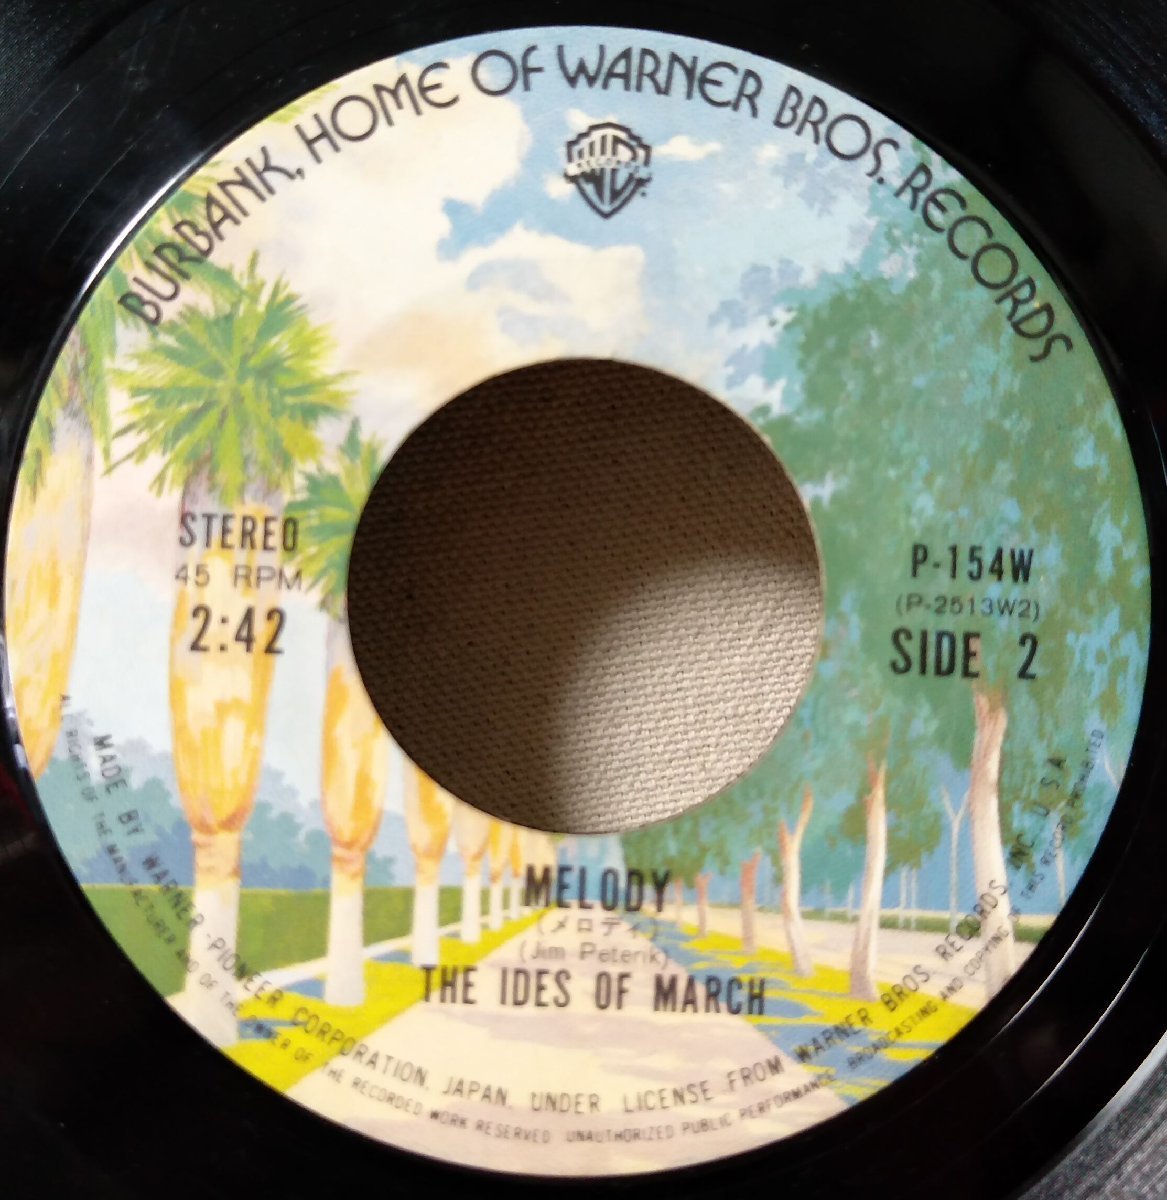 BURBANK, HOME OF WARNER BROS. RECORDS
WB
RECORDS
STEREO
45 RPM
2:42
P-154W
(P-2513W2)
SIDE 2
MELODY
(メロディ)
(Jim Peterik)
THE IDES OF MARCH
MADE BY WARNER-PIONEER CORPORATION, JAPAN, UNDER LICENSE FROM WARNER BROS. RECORDS, INC. U.S.A
ALL RIGHTS OF THE MANUFACTURER AND OF THE OWNER OF THE RECORDED WORK RESERVED UNAUTHORIZED PUBLIC PERFORMANCE BROADCASTING AND COPYING OF THIS RECORD PROHIBITED